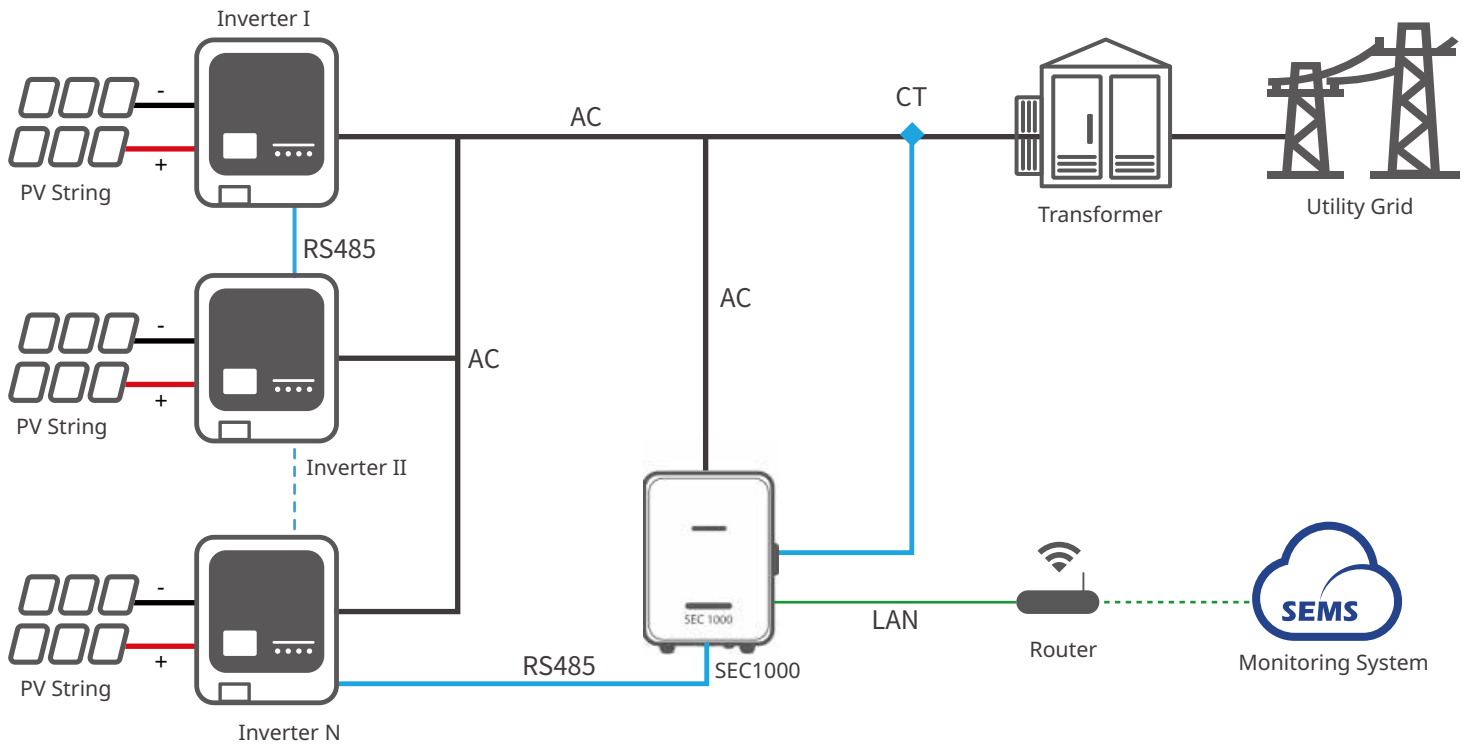 Inverter I
CT
AC
-
+
PV String
Transformer
Utility Grid
RS485
AC
-
AC
+
PV String
Inverter II
-
SEC 1000
LAN
SEMS
+
RS485
SEC1000
Router
Monitoring System
PV String
Inverter N